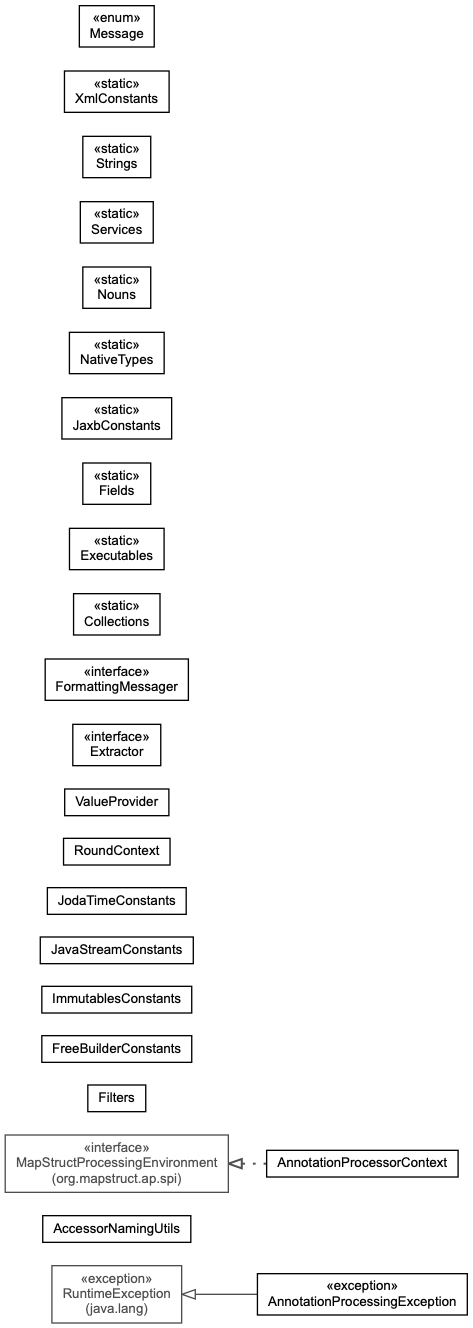 «enum»
Message
«static»
XmlConstants
«static»
Strings
«static»
Services
«static»
Nouns
«static»
NativeTypes
«static»
JaxbConstants
«static»
Fields
«static»
Executables
«static»
Collections
«interface»
FormattingMessager
«interface»
Extractor
ValueProvider
RoundContext
JodaTimeConstants
JavaStreamConstants
ImmutablesConstants
FreeBuilderConstants
Filters
«interface»
MapStructProcessingEnvironment
(org.mapstruct.ap.spi)
AnnotationProcessorContext
AccessorNamingUtils
«exception»
RuntimeException
(java.lang)
«exception»
AnnotationProcessingException